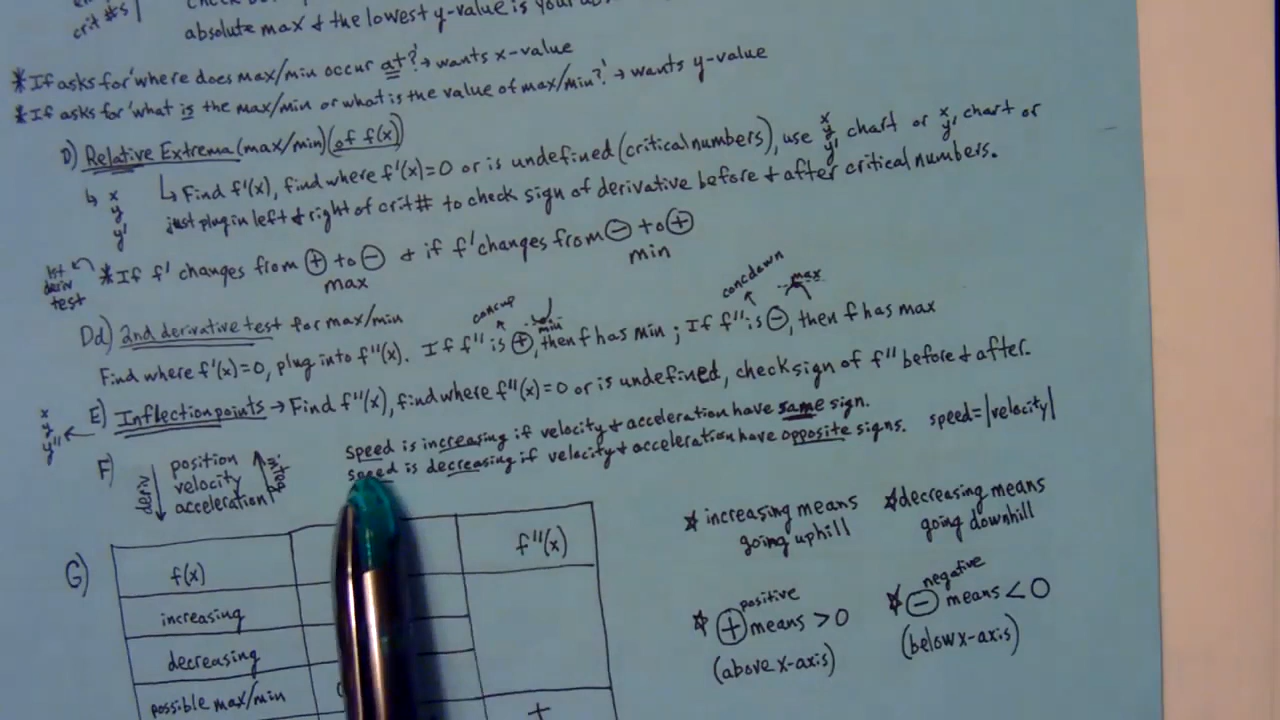 crit #s
absolute max & the lowest y-value is your
*If asks for 'where does max/min occur at?' → wants x-value
*If asks for 'what is the max/min or what is the value of max/min?' → wants y-value
D) Relative Extrema (max/min) (of f(x))
↳ Find f'(x), find where f'(x)=0 or is undefined (critical numbers), use x y y' chart or x y' chart or
↳ x y y'
just plug in left & right of crit # to check sign of derivative before & after critical numbers.
1st deriv test
*If f' changes from ⊕ to ⊖ & if f' changes from ⊖ to ⊕
max min
conc up min conc down max
Dd) 2nd derivative test for max/min
Find where f'(x)=0, plug into f''(x). If f'' is ⊕, then f has min; If f'' is ⊖, then f has max
E) Inflection points → Find f''(x), find where f''(x)=0 or is undefined, check sign of f'' before & after.
x y y'' ←
F) deriv ↓ position ↑
velocity
acceleration
speed is increasing if velocity & acceleration have same sign.
speed is decreasing if velocity & acceleration have opposite signs. speed=|velocity|
* increasing means going uphill
* decreasing means going downhill
* ⊕ positive means >0
(above x-axis)
* ⊖ negative means <0
(below x-axis)
G)
f(x) f''(x)
increasing
decreasing
possible max/min
+